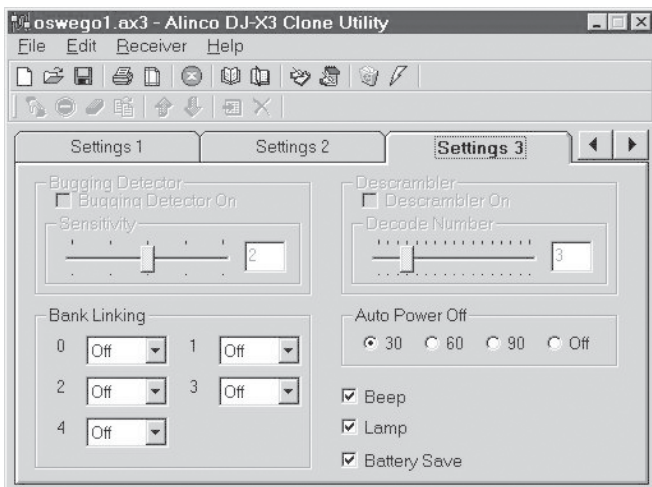 oswego1.ax3 - Alinco DJ-X3 Clone Utility
File Edit Receiver Help
Settings 1 Settings 2 Settings 3
Bugging Detector
Bugging Detector On
Sensitivity
2
Descrambler
Descrambler On
Decode Number
3
Bank Linking
0 Off 1 Off
2 Off 3 Off
4 Off
Auto Power Off
30 60 90 Off
Beep
Lamp
Battery Save